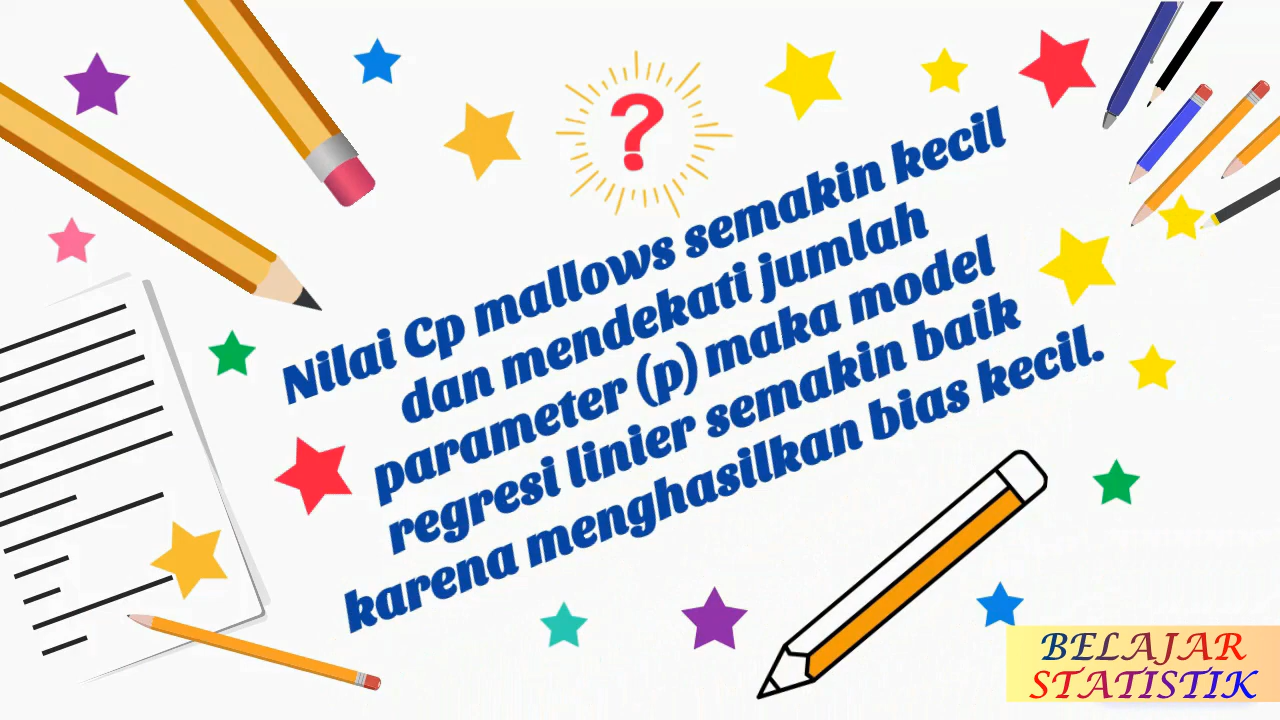 ?
Nilai Cp mallows semakin kecil
dan mendekati jumlah
parameter (p) maka model
regresi linier semakin baik
karena menghasilkan bias kecil.
BELAJAR
STATISTIK